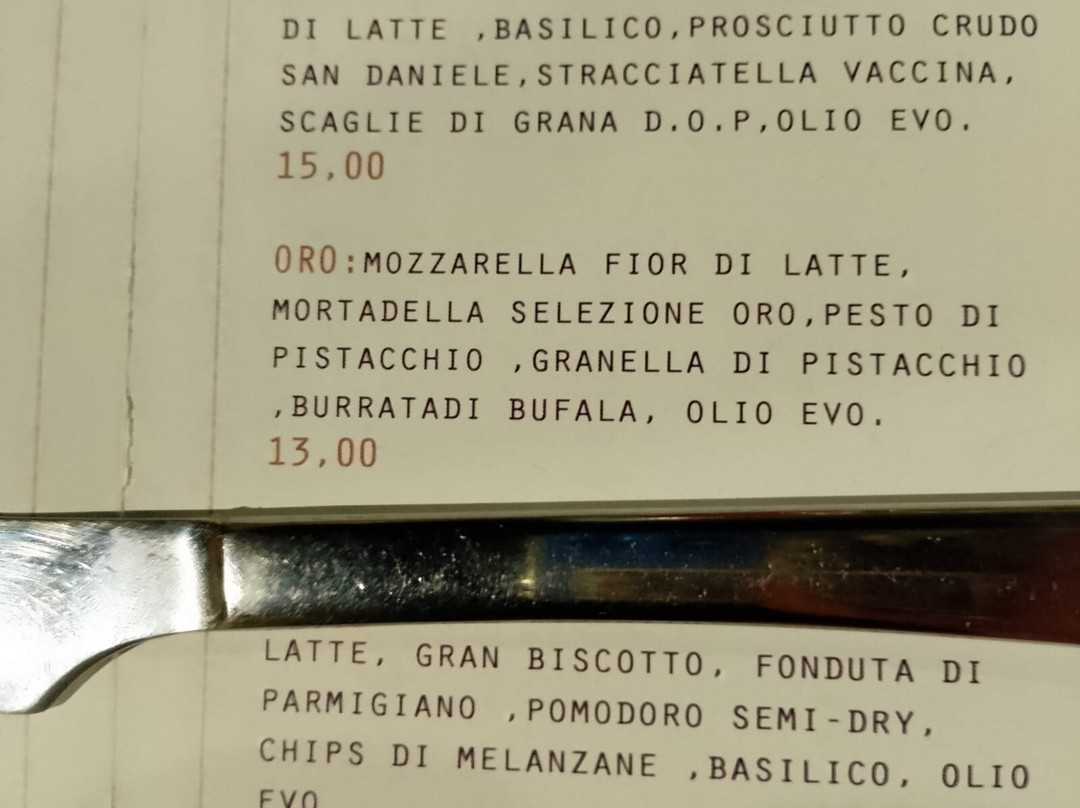 DI LATTE ,BASILICO,PROSCIUTTO CRUDO
SAN DANIELE,STRACCIATELLA VACCINA,
SCAGLIE DI GRANA D.O.P,OLIO EVO.
15,00
ORO:MOZZARELLA FIOR DI LATTE,
MORTADELLA SELEZIONE ORO,PESTO DI
PISTACCHIO ,GRANELLA DI PISTACCHIO
,BURRATADI BUFALA, OLIO EVO.
13,00
LATTE, GRAN BISCOTTO, FONDUTA DI
PARMIGIANO ,POMODORO SEMI-DRY,
CHIPS DI MELANZANE ,BASILICO, OLIO
EVO